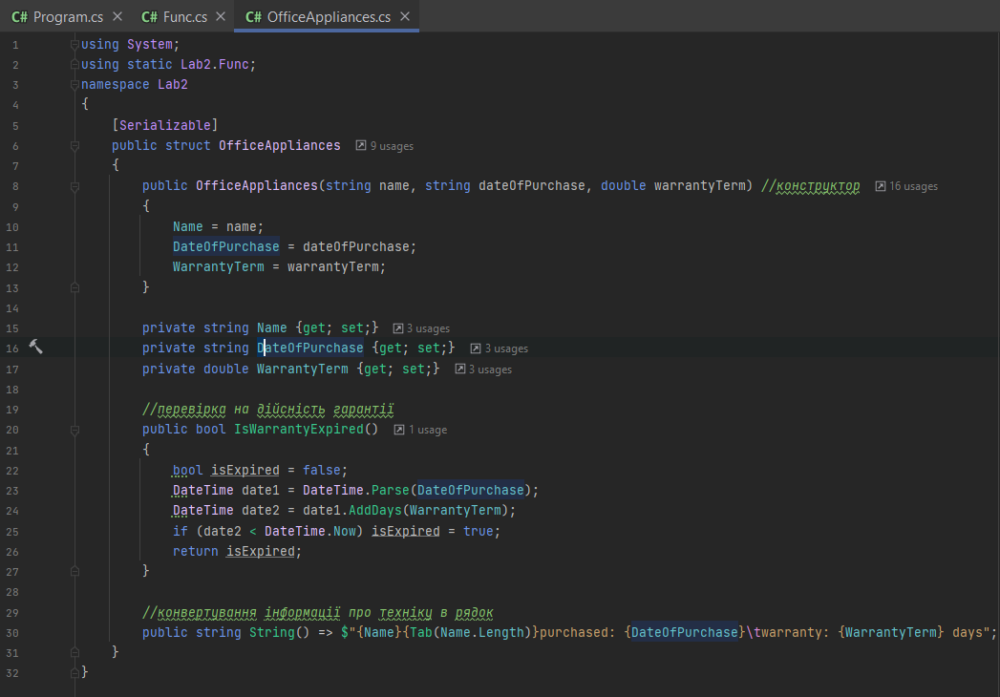 C# Program.cs × C# Func.cs × C# OfficeAppliances.cs ×
1 using System;
2 using static Lab2.Func;
3 namespace Lab2
4 {
5 [Serializable]
6 public struct OfficeAppliances 9 usages
7 {
8 public OfficeAppliances(string name, string dateOfPurchase, double warrantyTerm) //конструктор 16 usages
9 {
10 Name = name;
11 DateOfPurchase = dateOfPurchase;
12 WarrantyTerm = warrantyTerm;
13 }
14
15 private string Name {get; set;} 3 usages
16 private string DateOfPurchase {get; set;} 3 usages
17 private double WarrantyTerm {get; set;} 3 usages
18
19 //перевірка на дійсність гарантії
20 public bool IsWarrantyExpired() 1 usage
21 {
22 bool isExpired = false;
23 DateTime date1 = DateTime.Parse(DateOfPurchase);
24 DateTime date2 = date1.AddDays(WarrantyTerm);
25 if (date2 < DateTime.Now) isExpired = true;
26 return isExpired;
27 }
28
29 //конвертування інформації про техніку в рядок
30 public string String() => $"{Name}{Tab(Name.Length)}purchased: {DateOfPurchase}\twarranty: {WarrantyTerm} days";
31 }
32 }